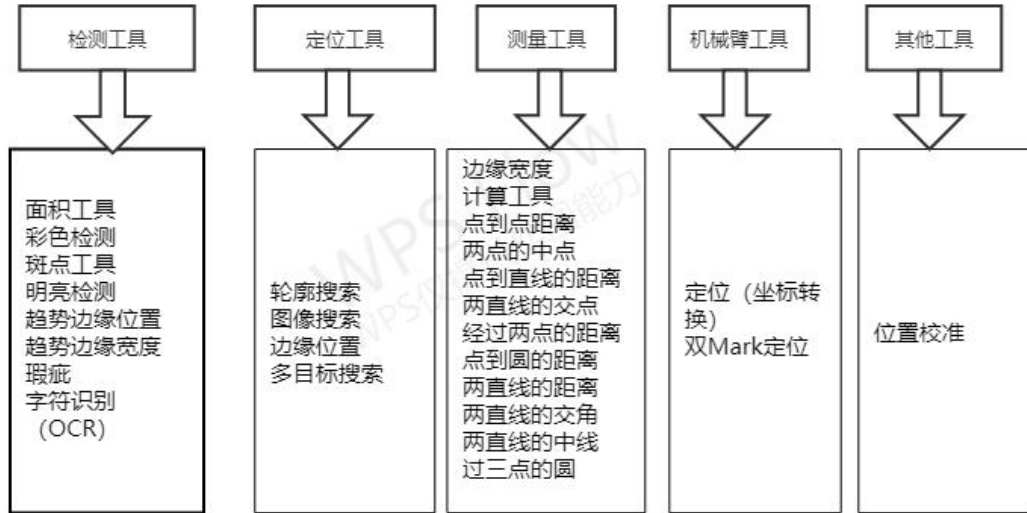 检测工具
定位工具
测量工具
机械臂工具
其他工具
面积工具
彩色检测
斑点工具
明亮检测
趋势边缘位置
趋势边缘宽度
瑕疵
字符识别
（OCR）
轮廓搜索
图像搜索
边缘位置
多目标搜索
边缘宽度
计算工具
点到点距离
两点的中点
点到直线的距离
两直线的交点
经过两点的距离
点到圆的距离
两直线的距离
两直线的交角
两直线的中线
过三点的圆
定位（坐标转
换）
双Mark定位
位置校准